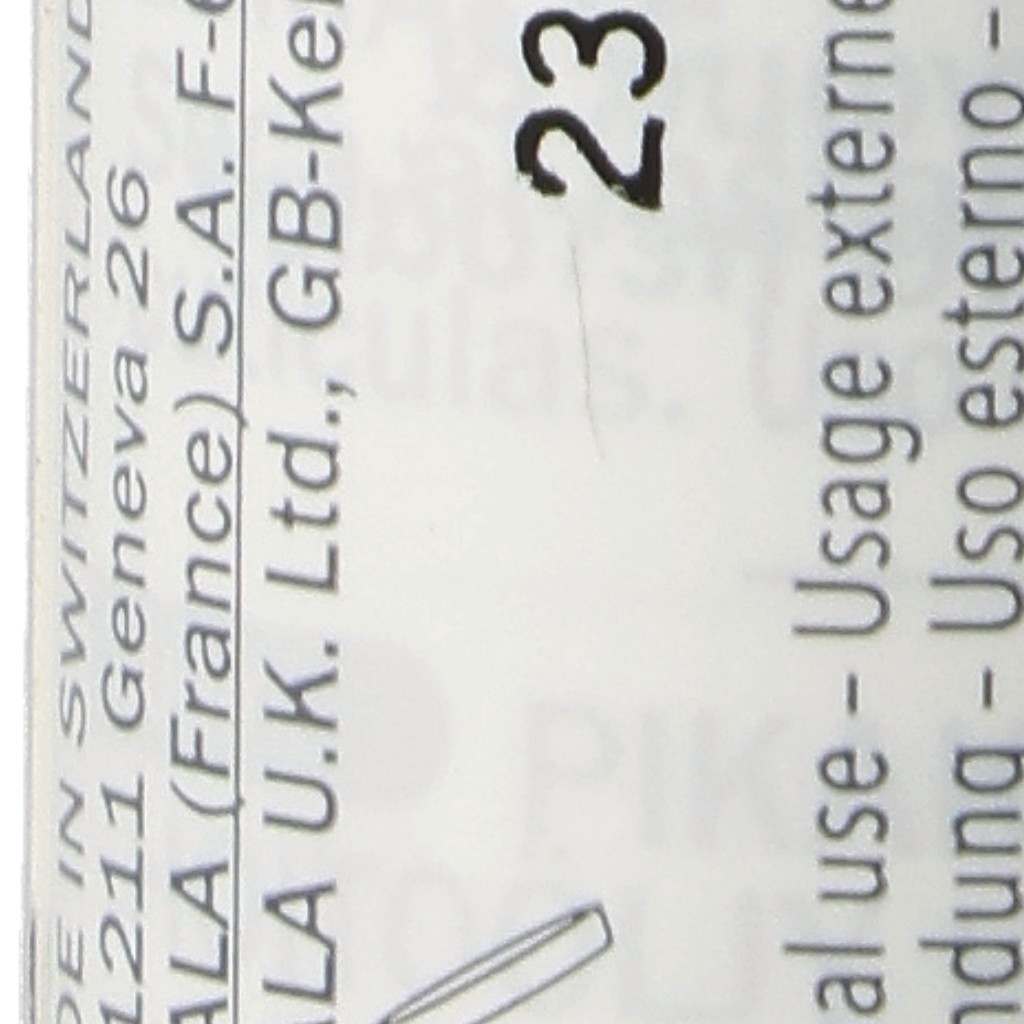 DE IN SWITZERLAND
1211 Geneva 26
ALA (France) S.A. F-
ALA U.K. Ltd., GB-Ke
23
al use - Usage externe
ndung - Uso esterno -